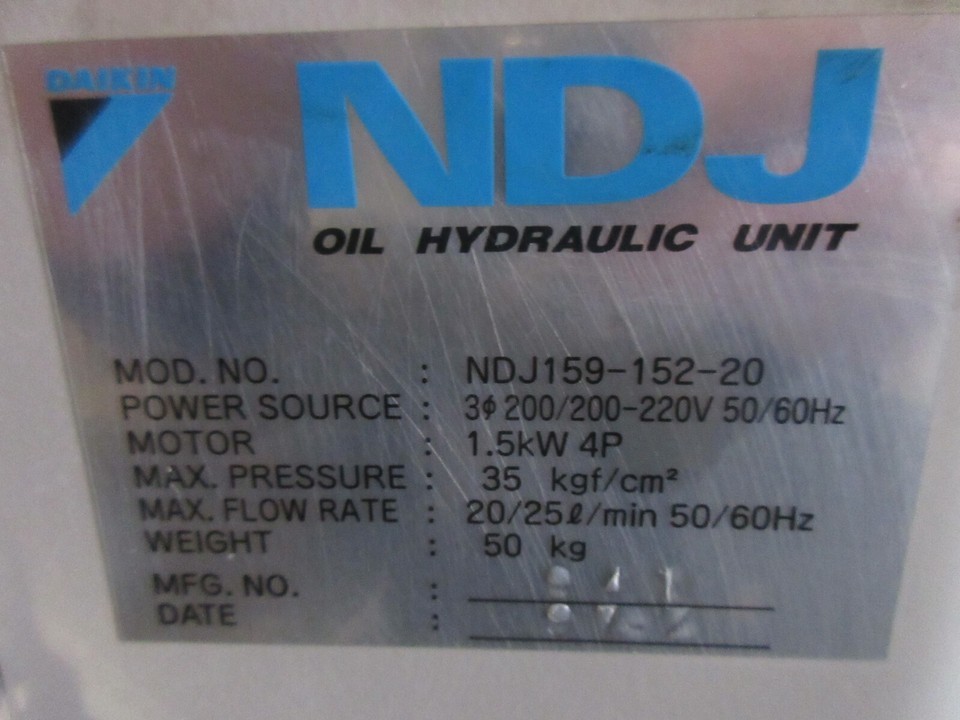 DAIKIN
NDJ
OIL HYDRAULIC UNIT
MOD. NO. : NDJ159-152-20
POWER SOURCE : 3φ 200/200-220V 50/60Hz
MOTOR : 1.5kW 4P
MAX. PRESSURE : 35 kgf/cm²
MAX. FLOW RATE : 20/25ℓ/min 50/60Hz
WEIGHT : 50 kg
MFG. NO. :
DATE :